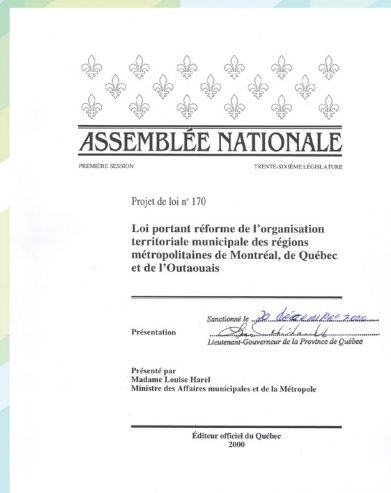 ASSEMBLÉE NATIONALE
PREMIÈRE SESSION TRENTE-SIXIÈME LÉGISLATURE
Projet de loi nº 170
Loi portant réforme de l'organisation
territoriale municipale des régions
métropolitaines de Montréal, de Québec
et de l'Outaouais
Sanctionné le 20 décembre 2000
Présentation
Lieutenant-Gouverneur de la Province de Québec
Présenté par
Madame Louise Harel
Ministre des Affaires municipales et de la Métropole
Éditeur officiel du Québec
2000